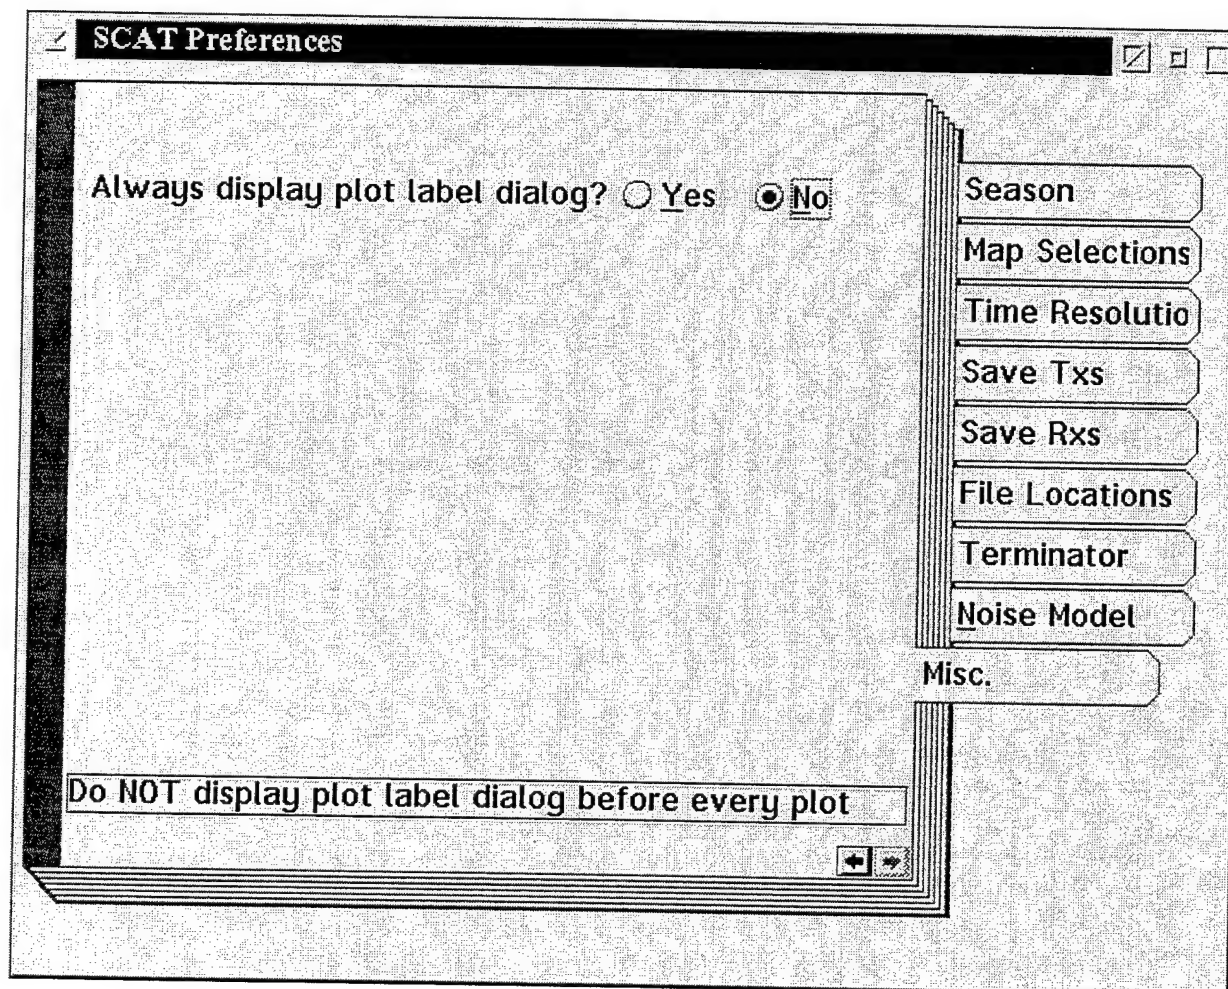 SCAT Preferences
Always display plot label dialog? Yes No
Season
Map Selections
Time Resolutio
Save Txs
Save Rxs
File Locations
Terminator
Noise Model
Misc.
Do NOT display plot label dialog before every plot